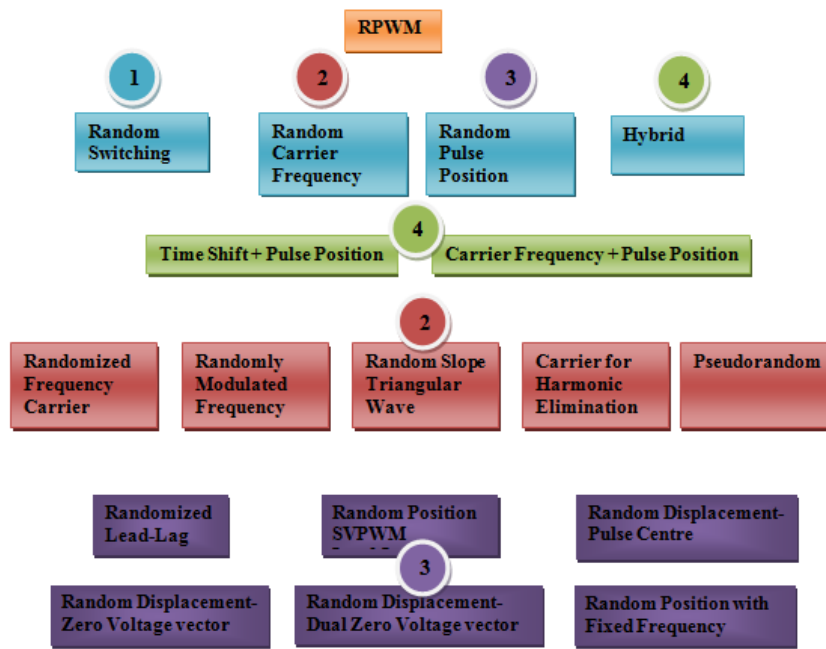 RPWM
1
2
3
4
Random
Switching
Random
Carrier
Frequency
Random
Pulse
Position
Hybrid
4
Time Shift + Pulse Position
Carrier Frequency + Pulse Position
2
Randomized
Frequency
Carrier
Randomly
Modulated
Frequency
Random Slope
Triangular
Wave
Carrier for
Harmonic
Elimination
Pseudorandom
Randomized
Lead-Lag
Random Position
SVPWM
Random Displacement-
Pulse Centre
3
Random Displacement-
Zero Voltage vector
Random Displacement-
Dual Zero Voltage vector
Random Position with
Fixed Frequency